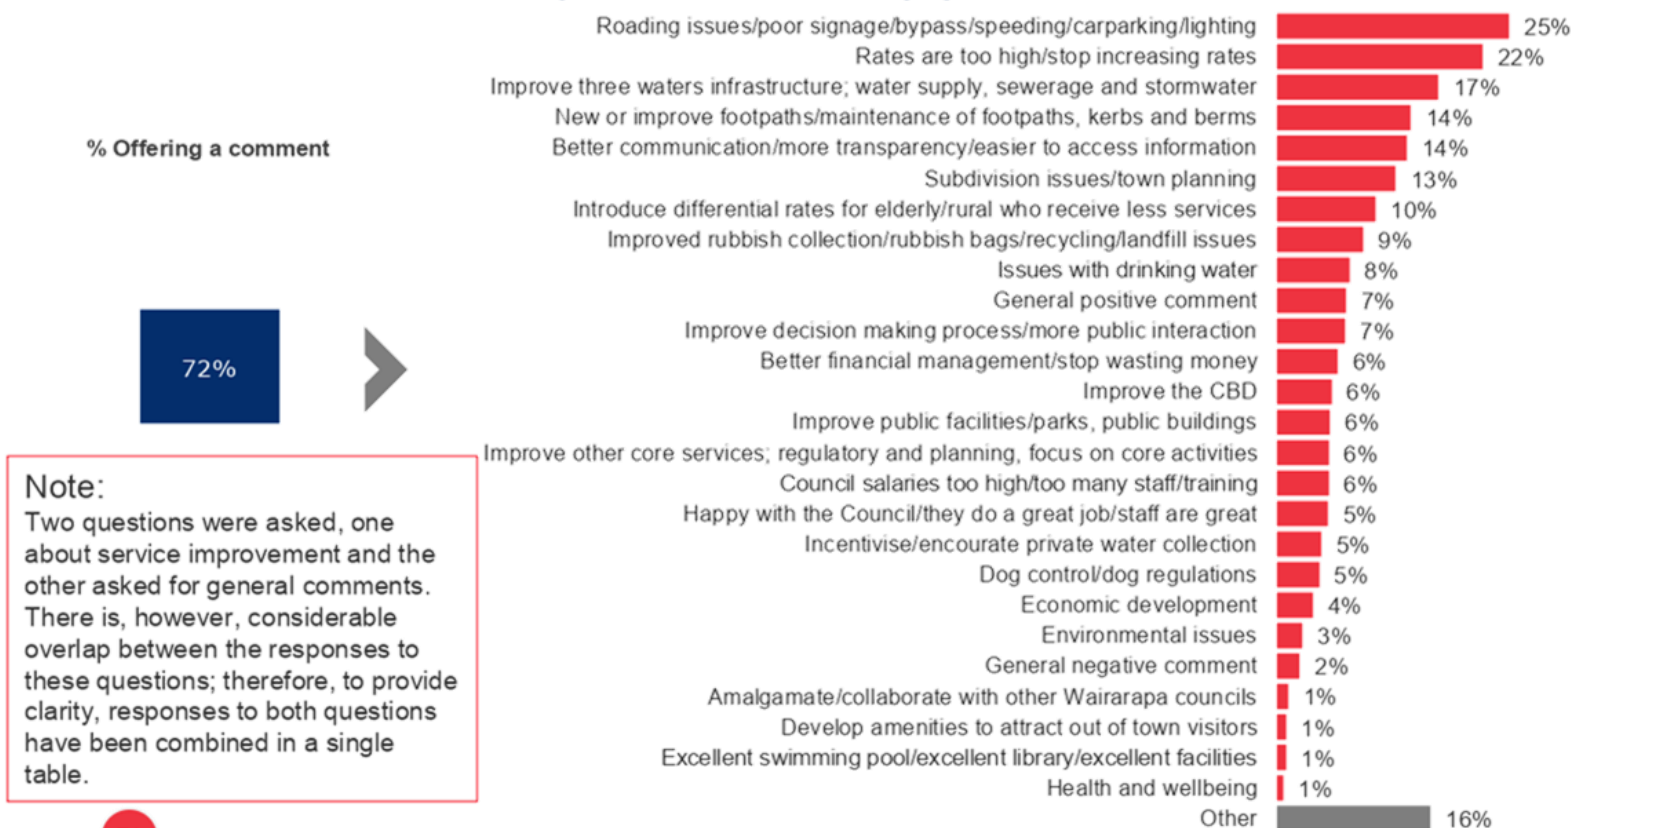 Roading issues/poor signage/bypass/speeding/carparking/lighting 25%
Rates are too high/stop increasing rates 22%
Improve three waters infrastructure; water supply, sewerage and stormwater 17%
New or improve footpaths/maintenance of footpaths, kerbs and berms 14%
Better communication/more transparency/easier to access information 14%
Subdivision issues/town planning 13%
Introduce differential rates for elderly/rural who receive less services 10%
Improved rubbish collection/rubbish bags/recycling/landfill issues 9%
Issues with drinking water 8%
General positive comment 7%
Improve decision making process/more public interaction 7%
Better financial management/stop wasting money 6%
Improve the CBD 6%
Improve public facilities/parks, public buildings 6%
Improve other core services; regulatory and planning, focus on core activities 6%
Council salaries too high/too many staff/training 6%
Happy with the Council/they do a great job/staff are great 5%
Incentivise/encourate private water collection 5%
Dog control/dog regulations 5%
Economic development 4%
Environmental issues 3%
General negative comment 2%
Amalgamate/collaborate with other Wairarapa councils 1%
Develop amenities to attract out of town visitors 1%
Excellent swimming pool/excellent library/excellent facilities 1%
Health and wellbeing 1%
Other 16%
% Offering a comment
72%
Note:
Two questions were asked, one
about service improvement and the
other asked for general comments.
There is, however, considerable
overlap between the responses to
these questions; therefore, to provide
clarity, responses to both questions
have been combined in a single
table.